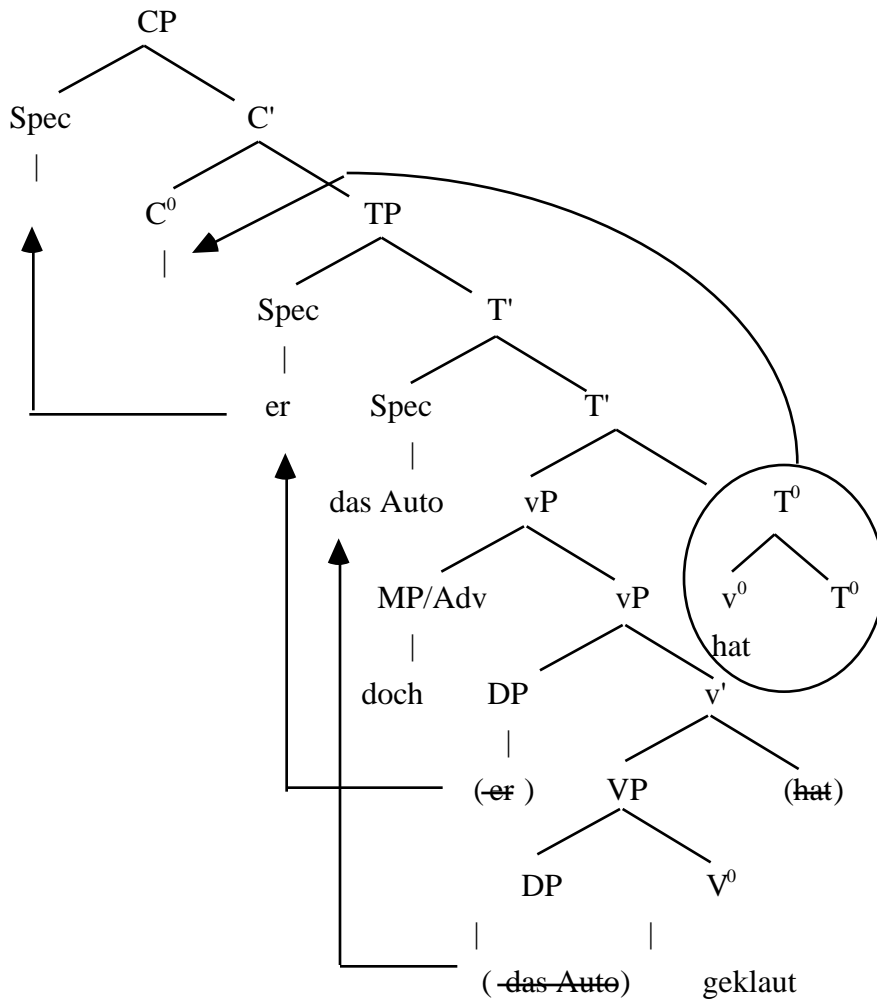 CP
Spec C'
|
C⁰ TP
|
Spec T'
|
er Spec T'
|
das Auto vP T⁰
MP/Adv vP v⁰ T⁰
| hat
doch DP v'
|
( er ) VP (hat)
DP V⁰
| |
( das Auto) geklaut